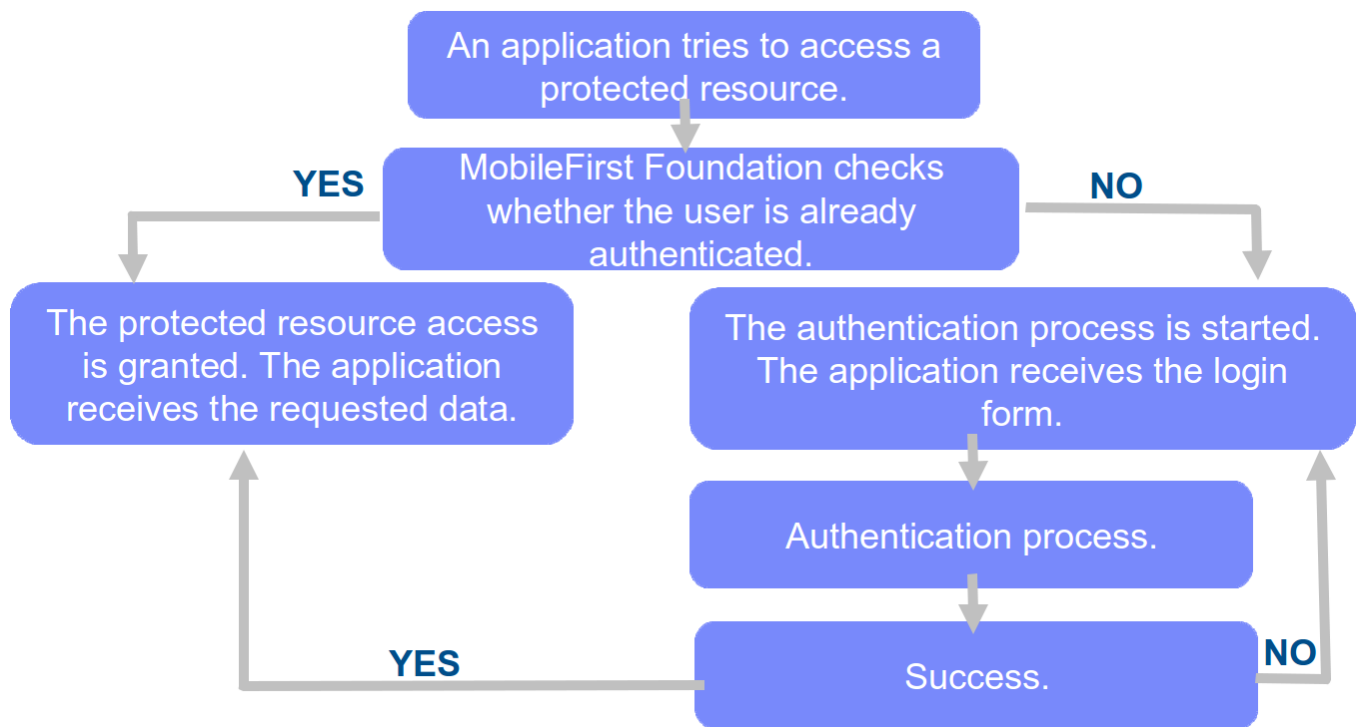 An application tries to access a
protected resource.
MobileFirst Foundation checks
whether the user is already
authenticated.
YES
NO
The protected resource access
is granted. The application
receives the requested data.
The authentication process is started.
The application receives the login
form.
Authentication process.
Success.
YES
NO